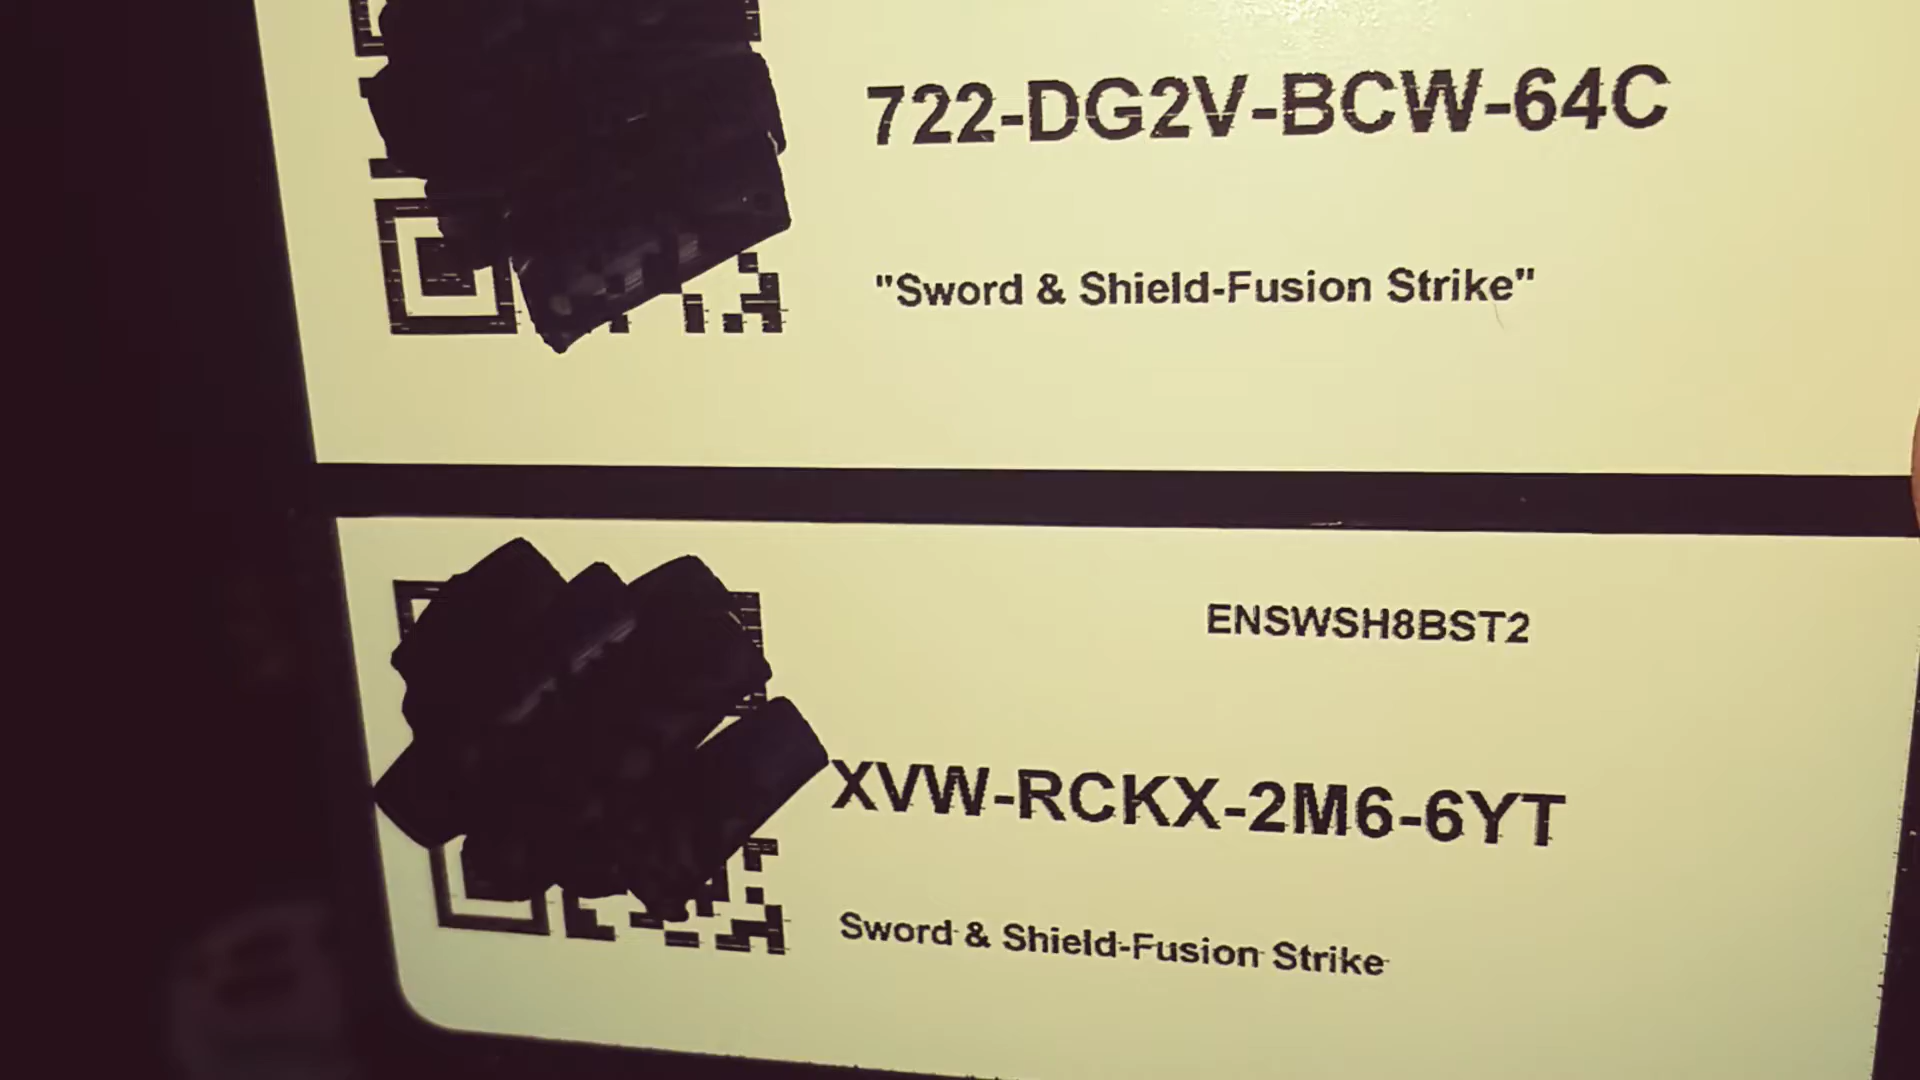 722-DG2V-BCW-64C
"Sword & Shield-Fusion Strike"
ENSWSH8BST2
XVW-RCKX-2M6-6YT
Sword & Shield-Fusion Strike